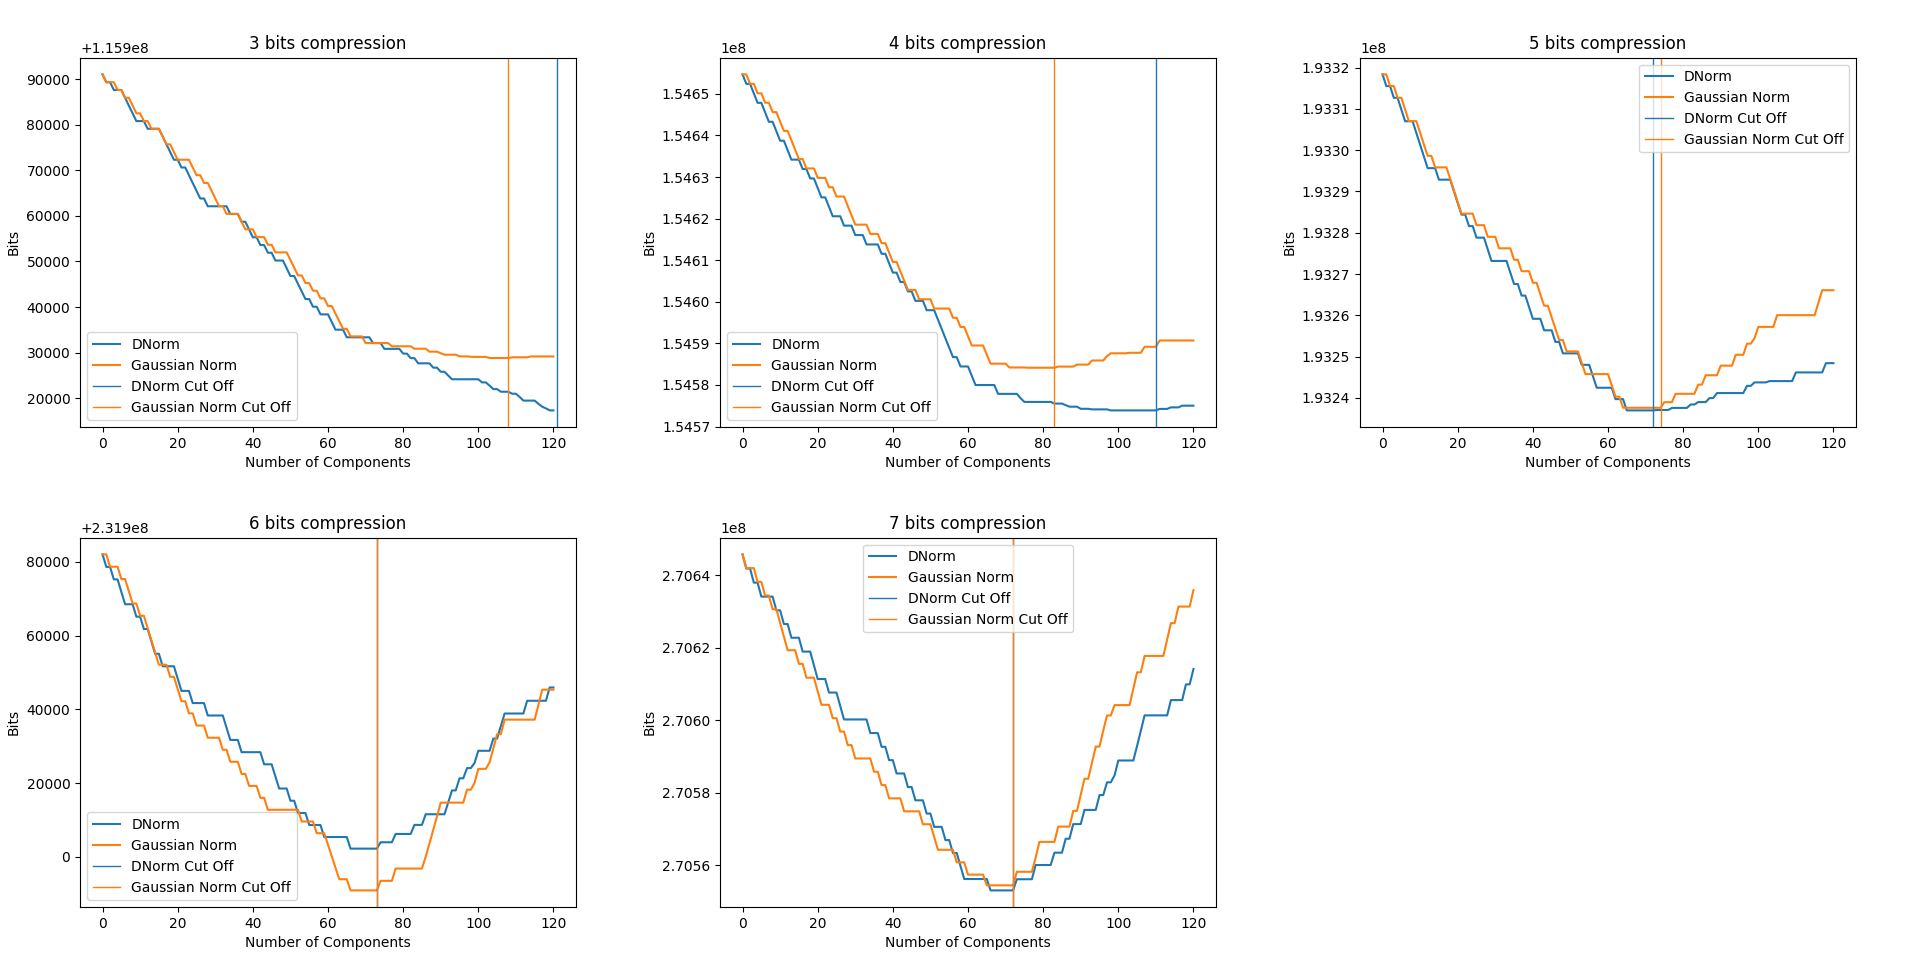 3 bits compression
+1.159e8
90000
80000
70000
60000
50000
40000
30000
20000
Bits
DNorm
Gaussian Norm
DNorm Cut Off
Gaussian Norm Cut Off
0 20 40 60 80 100 120
Number of Components
4 bits compression
1e8
1.5465
1.5464
1.5463
1.5462
1.5461
1.5460
1.5459
1.5458
1.5457
Bits
DNorm
Gaussian Norm
DNorm Cut Off
Gaussian Norm Cut Off
0 20 40 60 80 100 120
Number of Components
5 bits compression
1e8
1.9332
1.9331
1.9330
1.9329
1.9328
1.9327
1.9326
1.9325
1.9324
Bits
DNorm
Gaussian Norm
DNorm Cut Off
Gaussian Norm Cut Off
0 20 40 60 80 100 120
Number of Components
6 bits compression
+2.319e8
80000
60000
40000
20000
0
Bits
DNorm
Gaussian Norm
DNorm Cut Off
Gaussian Norm Cut Off
0 20 40 60 80 100 120
Number of Components
7 bits compression
1e8
2.7064
2.7062
2.7060
2.7058
2.7056
Bits
DNorm
Gaussian Norm
DNorm Cut Off
Gaussian Norm Cut Off
0 20 40 60 80 100 120
Number of Components